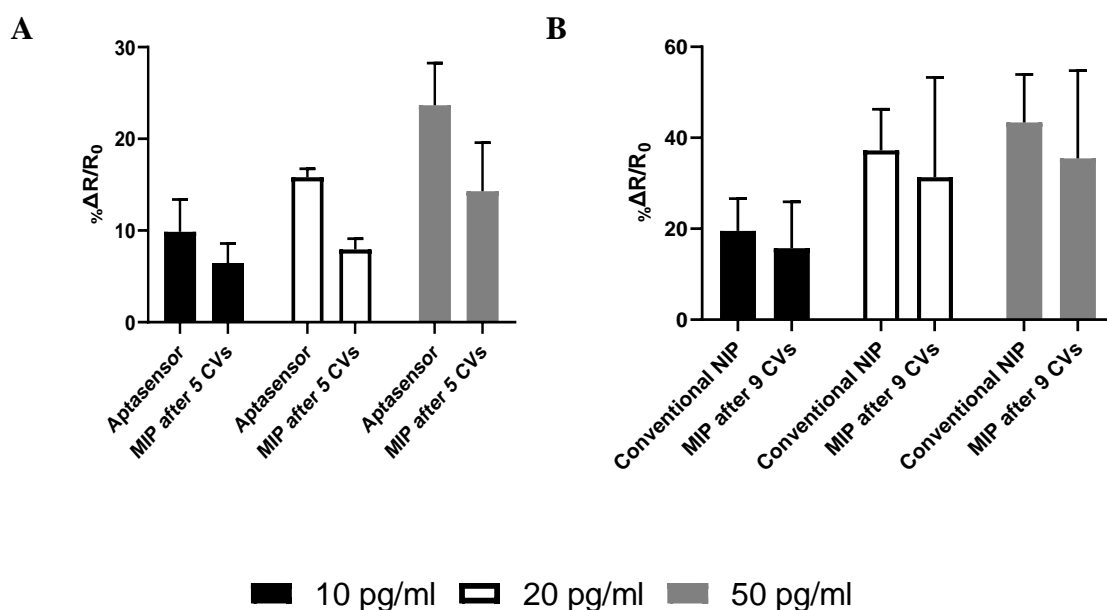 A
30
20
10
0
%ΔR/R0
Aptasensor
MIP after 5 CVs
Aptasensor
MIP after 5 CVs
Aptasensor
MIP after 5 CVs
B
60
40
20
0
%ΔR/R0
Conventional NIP
MIP after 9 CVs
Conventional NIP
MIP after 9 CVs
Conventional NIP
MIP after 9 CVs
10 pg/ml 20 pg/ml 50 pg/ml